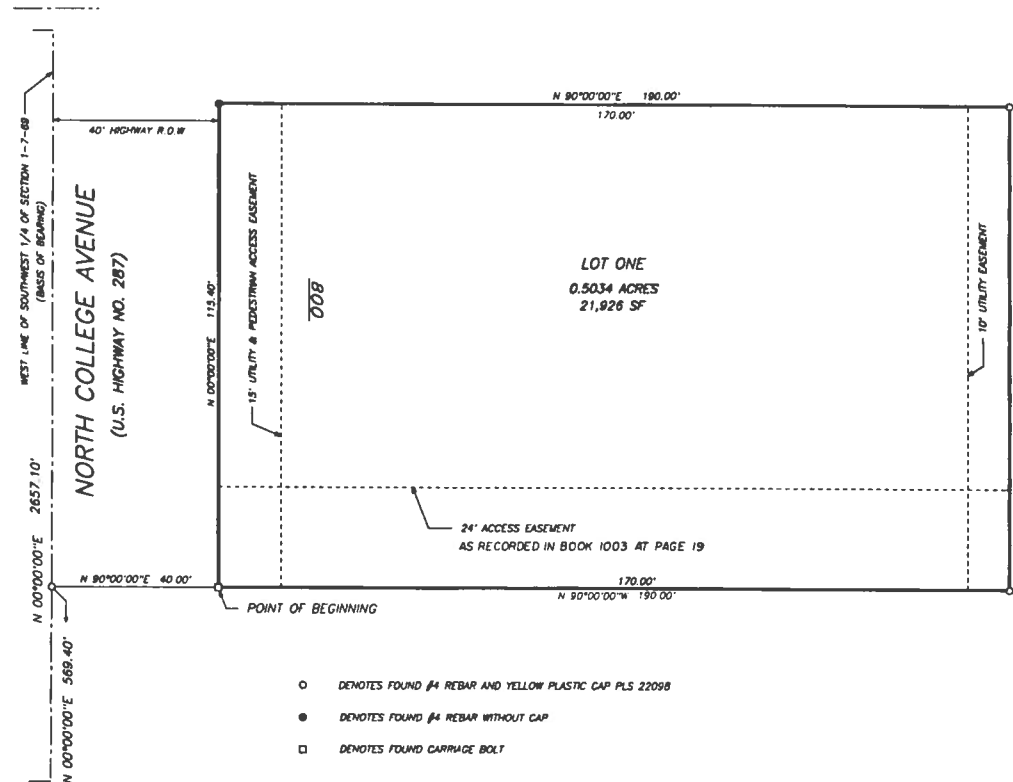 N 90°00'00"E 190.00'
170.00'
40' HIGHWAY R.O.W
WEST LINE OF SOUTHWEST 1/4 OF SECTION 1-7-69
(BASIS OF BEARING)
NORTH COLLEGE AVENUE
(U.S. HIGHWAY NO. 287)
N 00°00'00"E 115.40'
15' UTILITY & PEDESTRIAN ACCESS EASEMENT
800
LOT ONE
0.5034 ACRES
21,926 SF
10' UTILITY EASEMENT
24' ACCESS EASEMENT
AS RECORDED IN BOOK 1003 AT PAGE 19
N 00°00'00"E 2657.10'
N 90°00'00"E 40 00'
170.00'
N 90°00'00"W 190 00'
POINT OF BEGINNING
N 00°00'00"E 569.40'
DENOTES FOUND #4 REBAR AND YELLOW PLASTIC CAP PLS 22098
DENOTES FOUND #4 REBAR WITHOUT CAP
DENOTES FOUND CARRIAGE BOLT